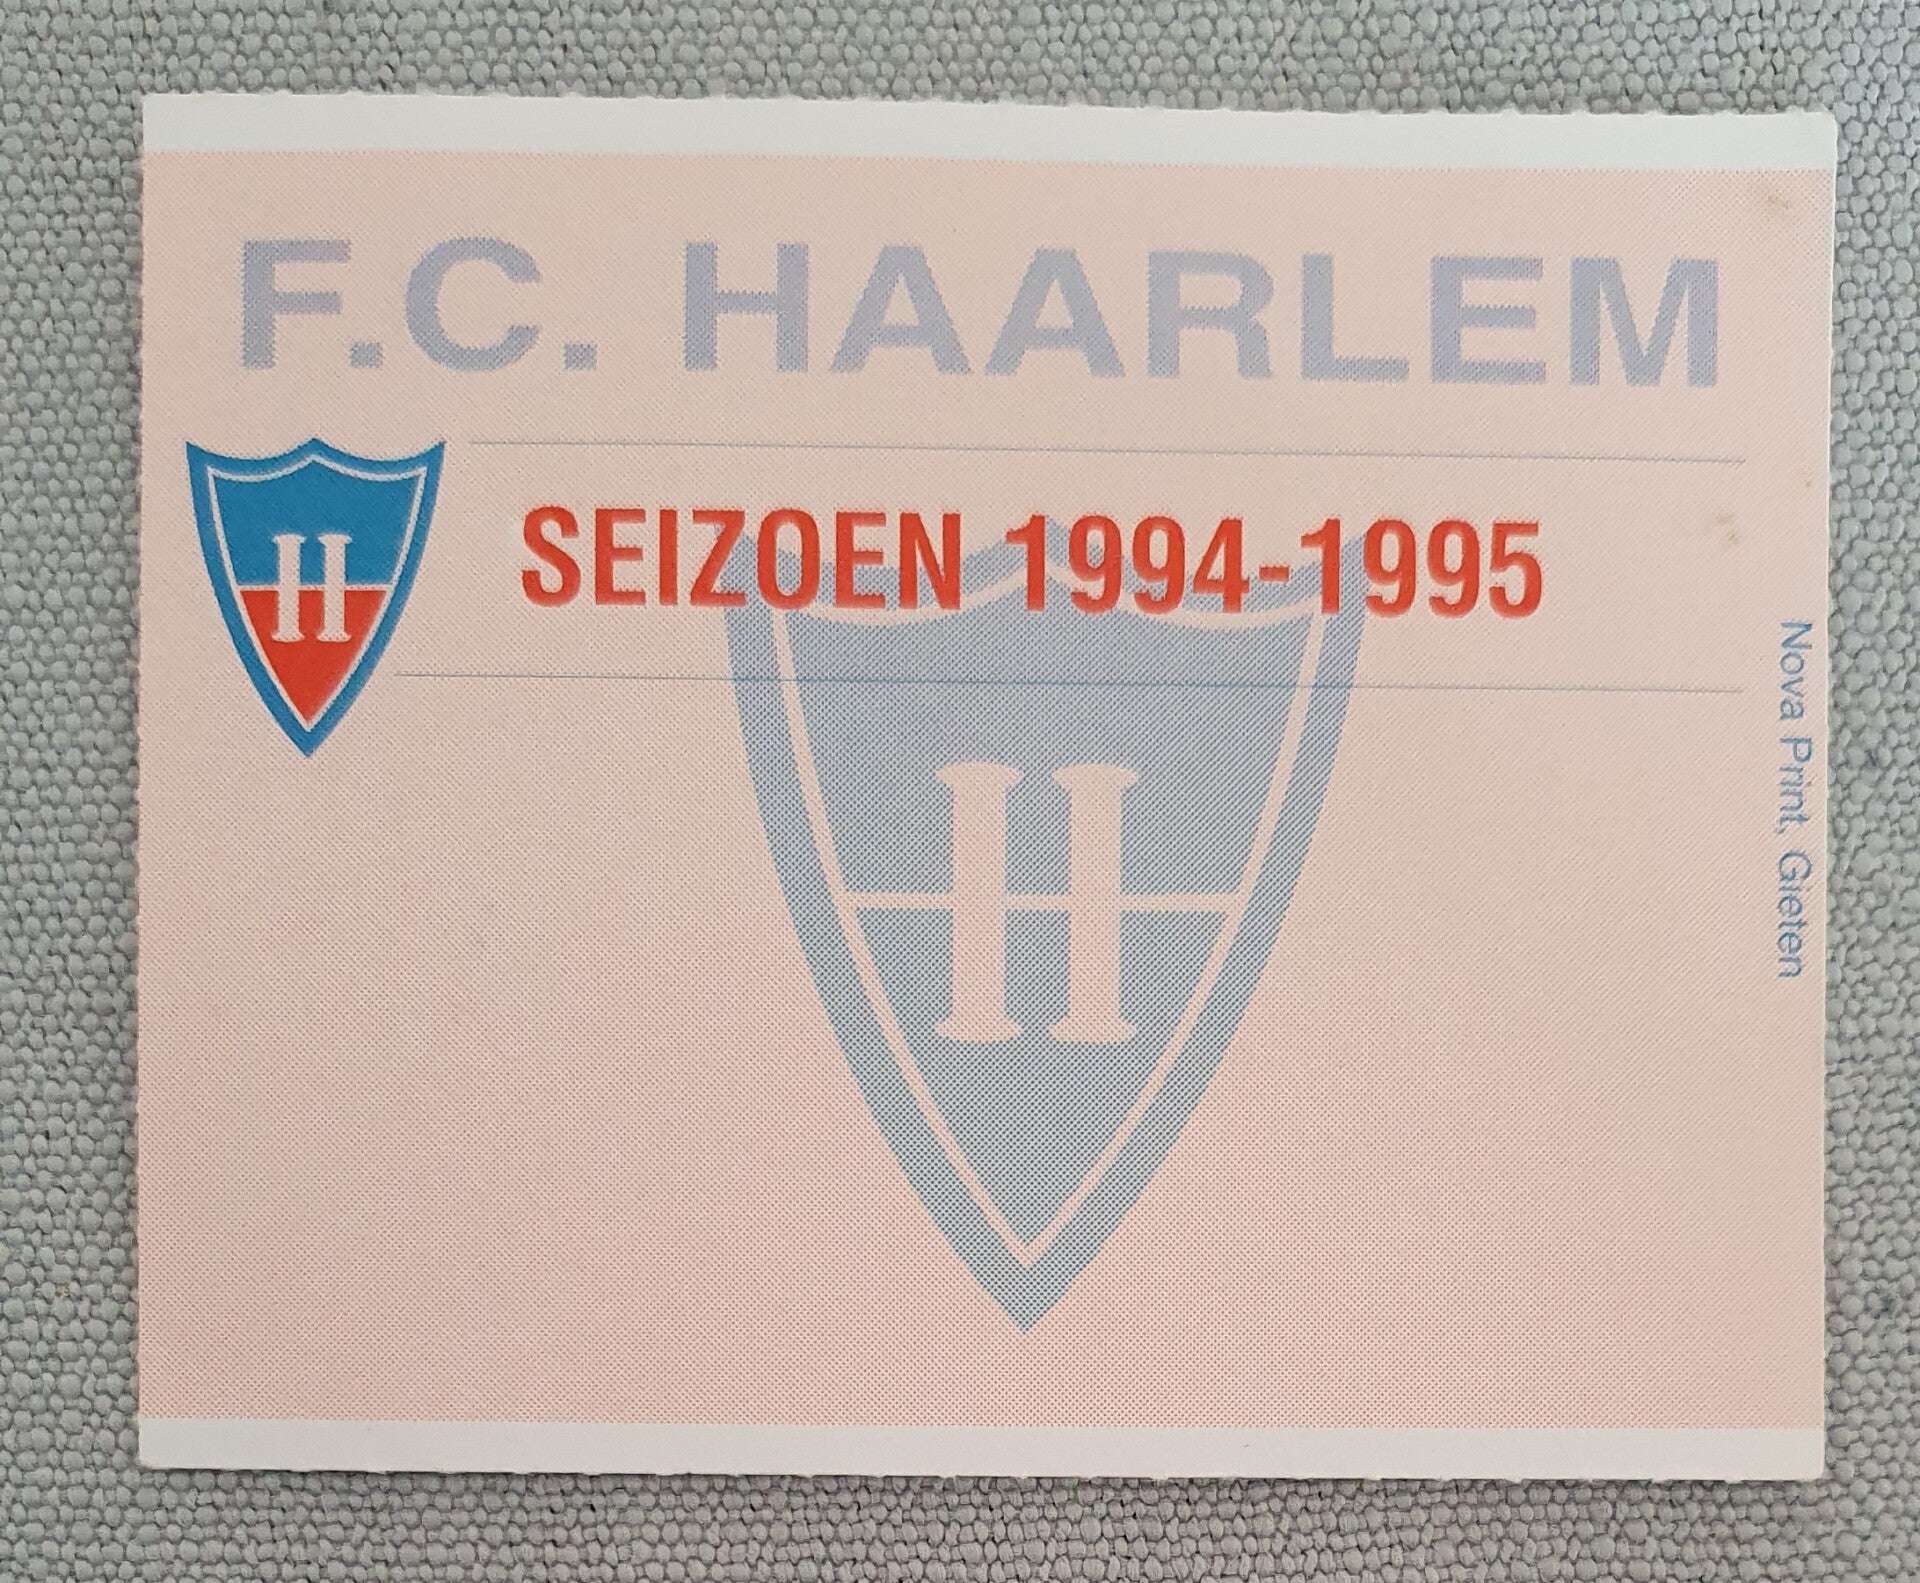 F.C. HAARLEM
H
SEIZOEN 1994-1995
H
Nova Print, Gieten